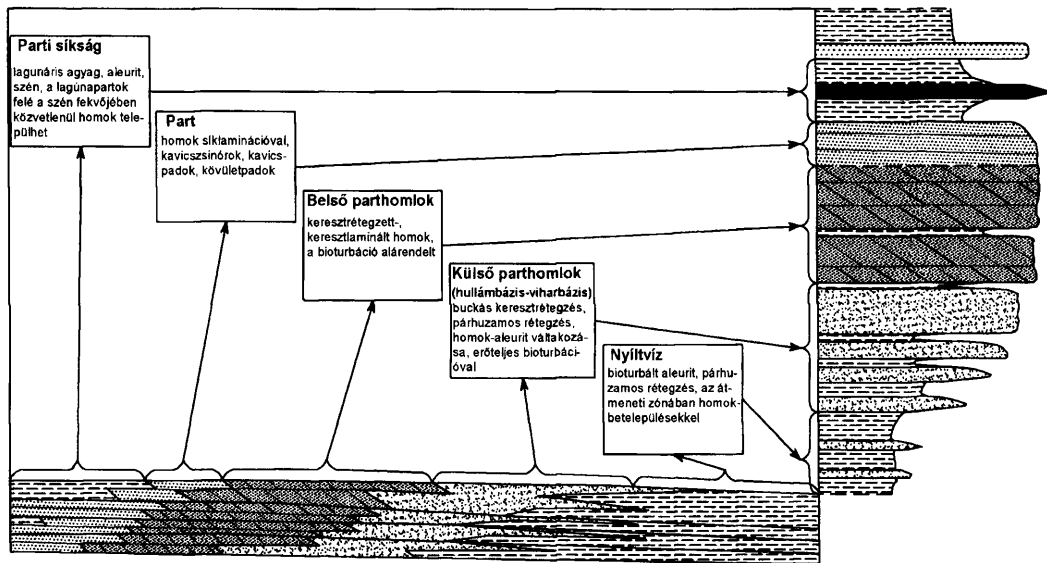 Parti síkság
lagunáris agyag, aleurit,
szén, a lagúnapartok
felé a szén fekvőjében
közvetlenül homok tele-
pülhet
Part
homok síklaminációval,
kavicszsinórok, kavics-
padok, kövületpadok
Belső parthomlok
keresztrétegzett-,
keresztlaminált homok,
a bioturbáció alárendelt
Külső parthomlok
(hullámbázis-viharbázis)
buckás keresztrétegzés,
párhuzamos rétegzés,
homok-aleurit váltakozá-
sa, erőteljes bioturbáci-
óval
Nyíltvíz
bioturbált aleurit, párhu-
zamos rétegzés, az át-
meneti zónában homok-
betelepülésekkel